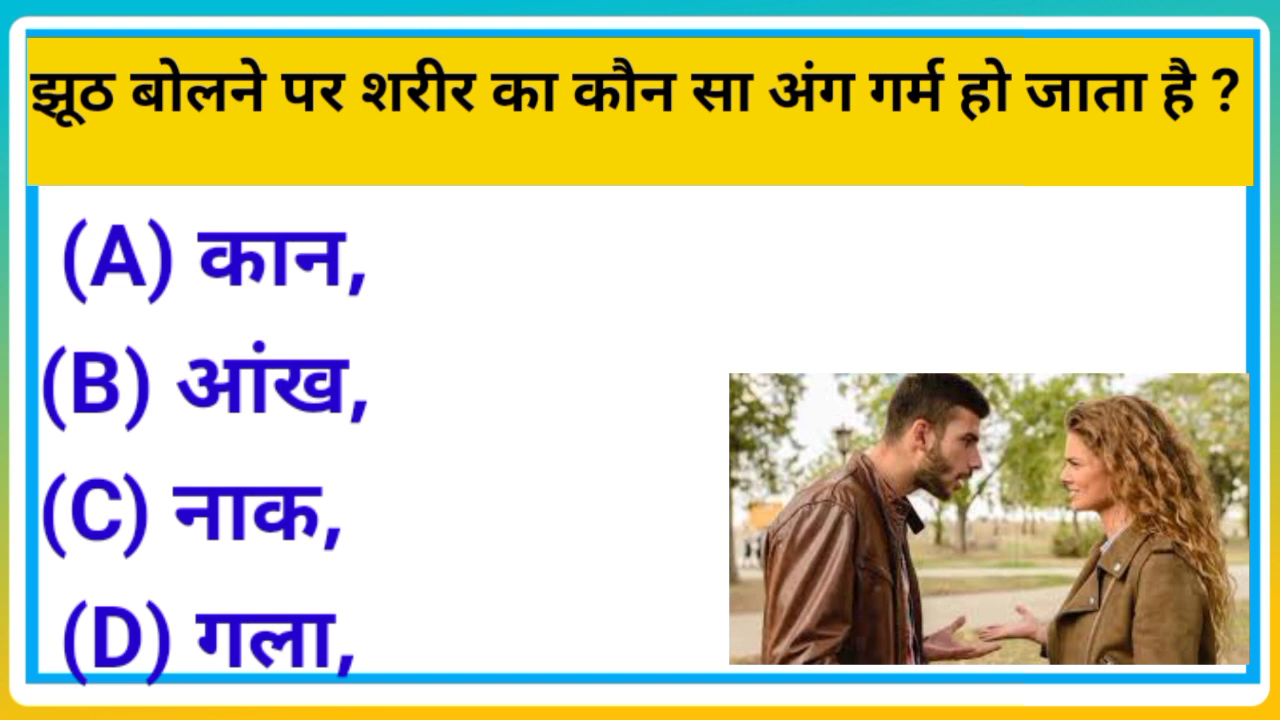 झूठ बोलने पर शरीर का कौन सा अंग गर्म हो जाता है ?
(A) कान,
(B) आंख,
(C) नाक,
(D) गला,